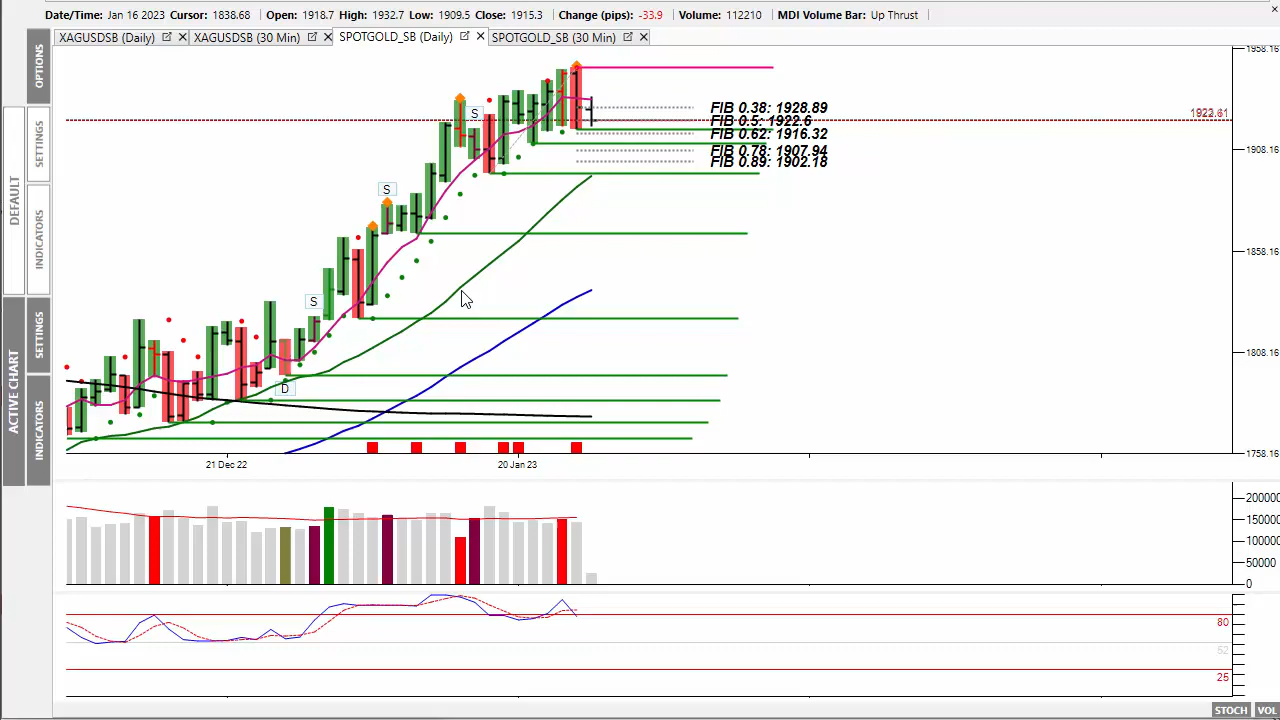 Date/Time: Jan 16 2023 Cursor: 1838.68 Open: 1918.7 High: 1932.7 Low: 1909.5 Close: 1915.3 Change (pips): -33.9 Volume: 112210 MDI Volume Bar: Up Thrust
XAGUSDSB (Daily) XAGUSDSB (30 Min) SPOTGOLD_SB (Daily) SPOTGOLD_SB (30 Min)
OPTIONS
SETTINGS
DEFAULT
INDICATORS
SETTINGS
ACTIVE CHART
INDICATORS
1958.16
FIB 0.38: 1928.89
FIB 0.5: 1922.6
FIB 0.62: 1916.32
1908.16
FIB 0.78: 1907.94
FIB 0.89: 1902.18
S
S
S
D
1858.16
1808.16
1758.16
21 Dec 22
20 Jan 23
200000
150000
100000
50000
0
80
52
25
STOCH VOL